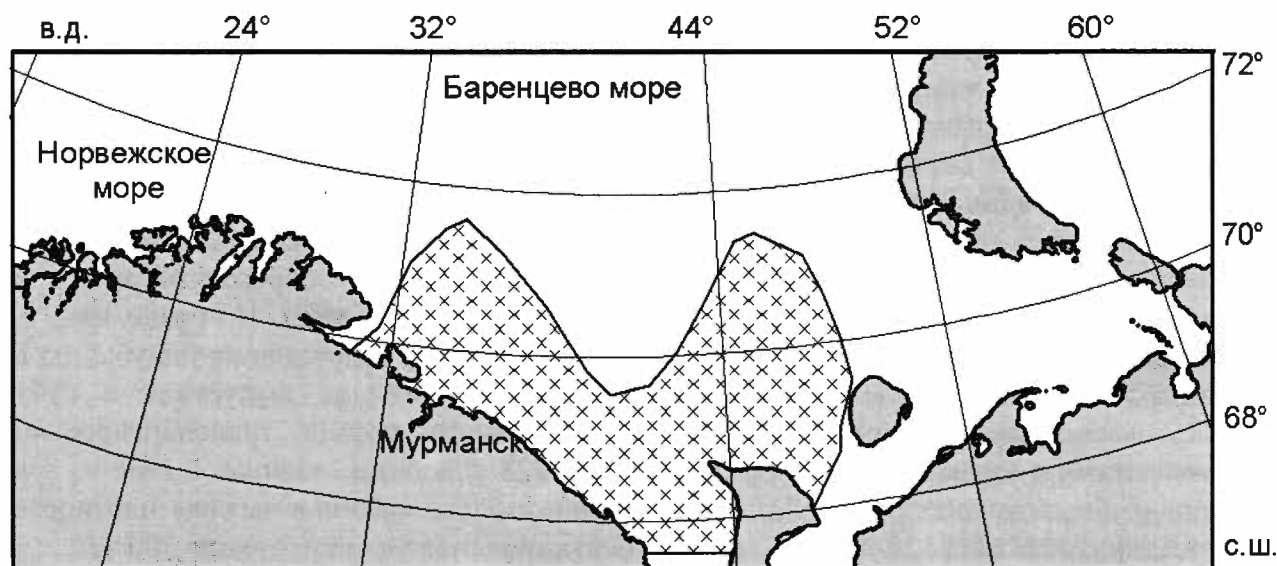 в.д. 24° 32° 44° 52° 60°
72°
Баренцево море
Норвежское
море
70°
68°
Мурманск
с.ш.